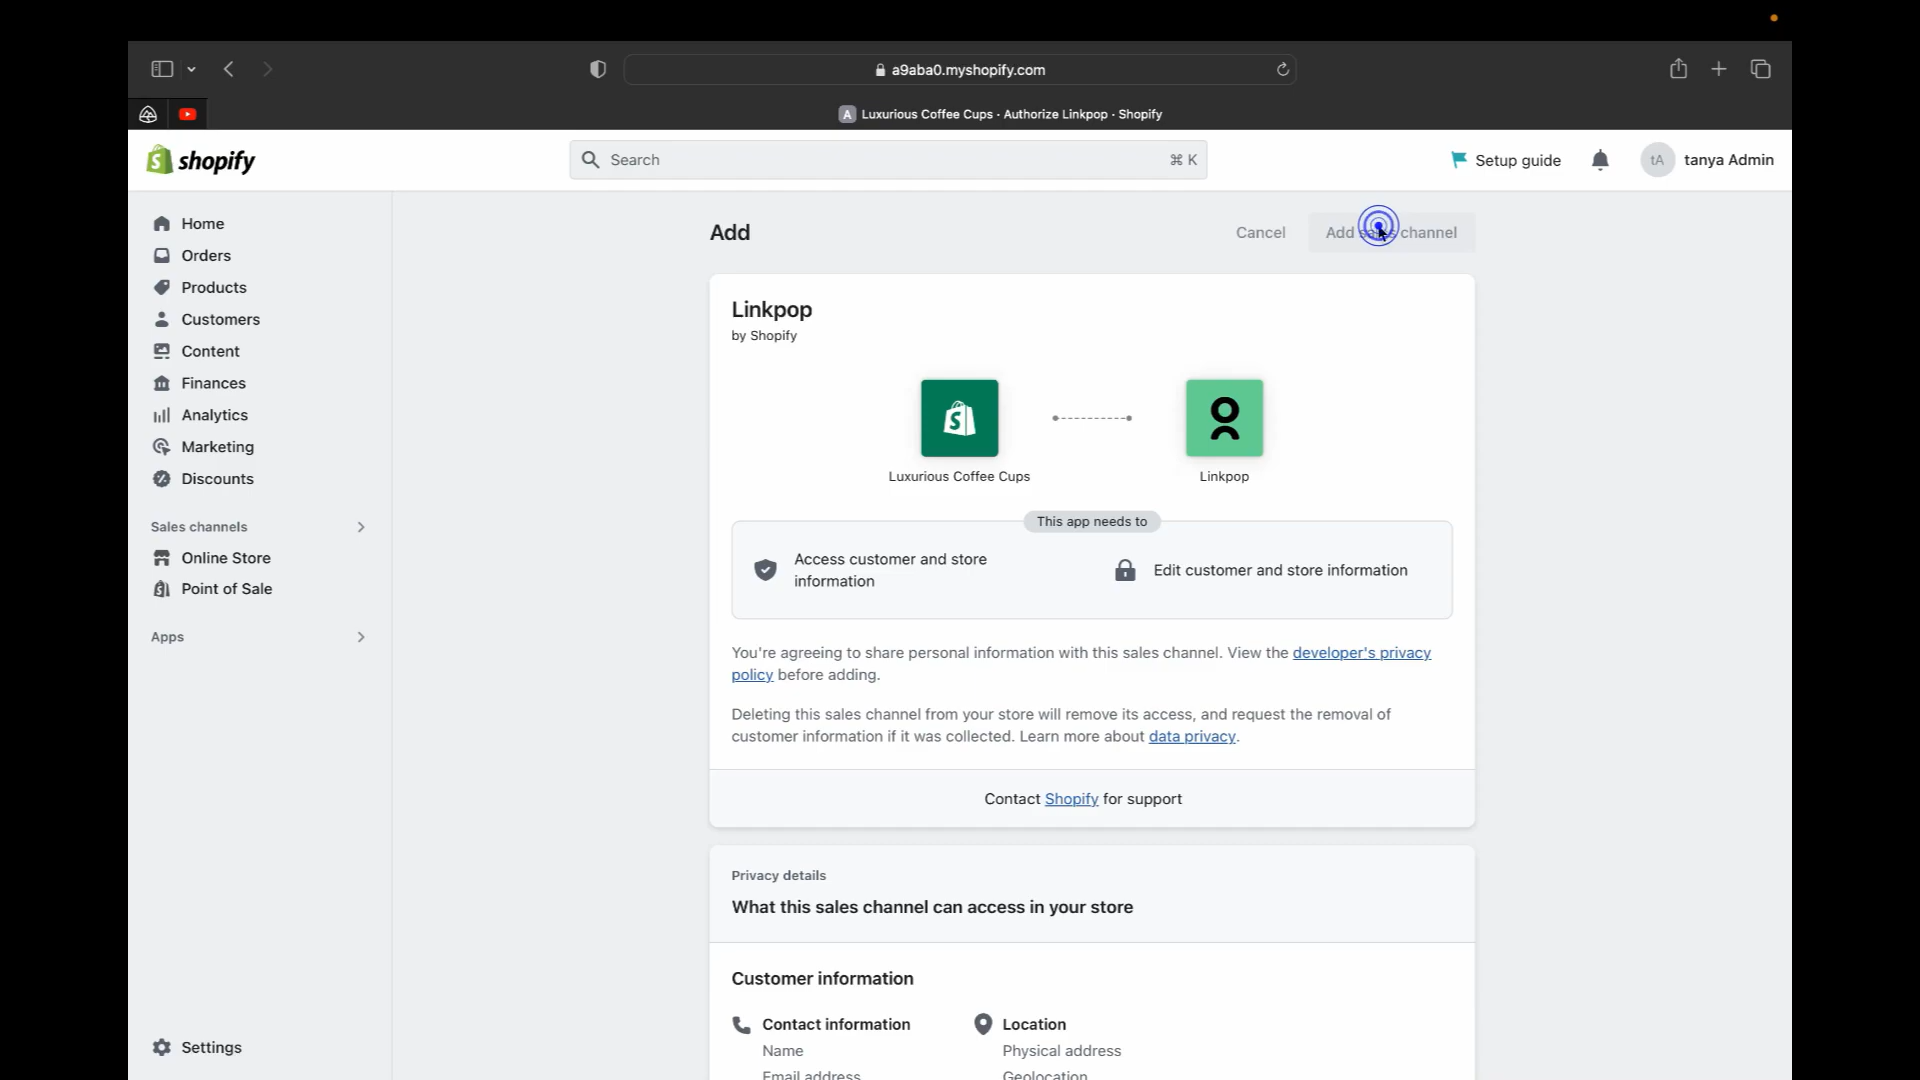 a9aba0.myshopify.com
A Luxurious Coffee Cups · Authorize Linkpop · Shopify
shopify
Search
⌘ K
Setup guide
tA
tanya Admin
Home
Orders
Products
Customers
Content
Finances
Analytics
Marketing
Discounts
Sales channels
Online Store
Point of Sale
Apps
Settings
Add
Cancel
Add channel
Linkpop
by Shopify
Luxurious Coffee Cups
Linkpop
This app needs to
Access customer and store
information
Edit customer and store information
You're agreeing to share personal information with this sales channel. View the developer's privacy
policy before adding.
Deleting this sales channel from your store will remove its access, and request the removal of
customer information if it was collected. Learn more about data privacy.
Contact Shopify for support
Privacy details
What this sales channel can access in your store
Customer information
Contact information
Name
Email address
Location
Physical address
Geolocation